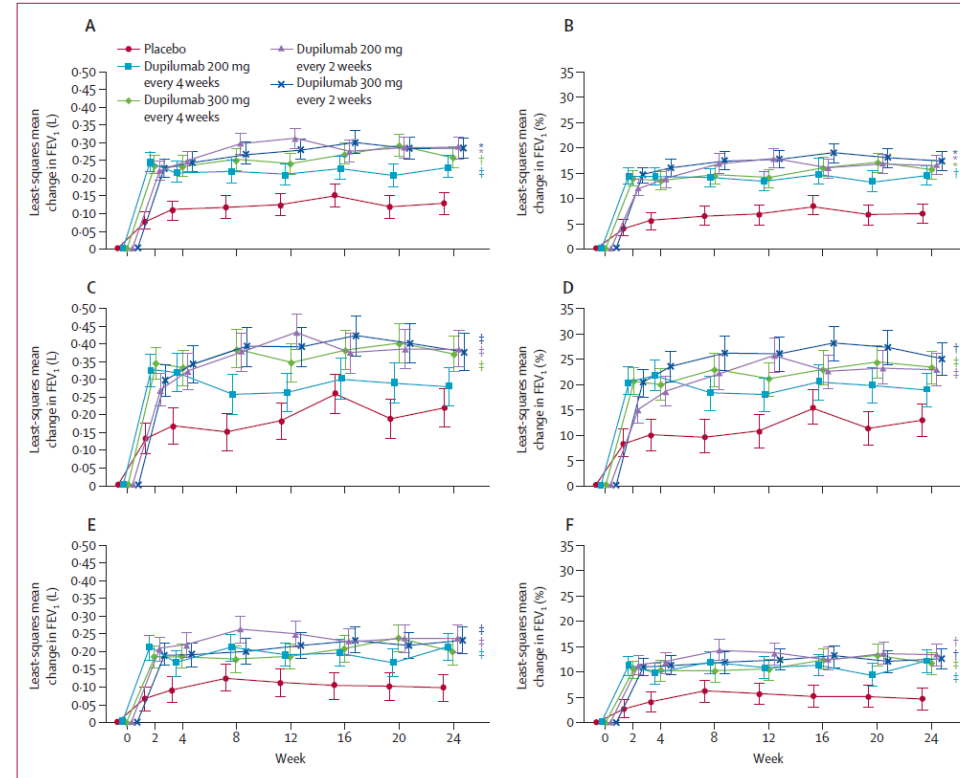 A
B
Placebo
Dupilumab 200 mg
every 4 weeks
Dupilumab 300 mg
every 4 weeks
Dupilumab 200 mg
every 2 weeks
Dupilumab 300 mg
every 2 weeks
Least-squares mean
change in FEV1 (L)
0·50
0·45
0·40
0·35
0·30
0·25
0·20
0·15
0·10
0·05
0
*
*
†
‡
Least-squares mean
change in FEV1 (%)
35
30
25
20
15
10
5
0
*
*
*
†
C
D
Least-squares mean
change in FEV1 (L)
0·50
0·45
0·40
0·35
0·30
0·25
0·20
0·15
0·10
0·05
0
‡
‡
‡
Least-squares mean
change in FEV1 (%)
35
30
25
20
15
10
5
0
†
‡
‡
E
F
Least-squares mean
change in FEV1 (L)
0·50
0·45
0·40
0·35
0·30
0·25
0·20
0·15
0·10
0·05
0
‡
‡
‡
‡
0 2 4 8 12 16 20 24
Week
Least-squares mean
change in FEV1 (%)
35
30
25
20
15
10
5
0
†
†
‡
‡
0 2 4 8 12 16 20 24
Week